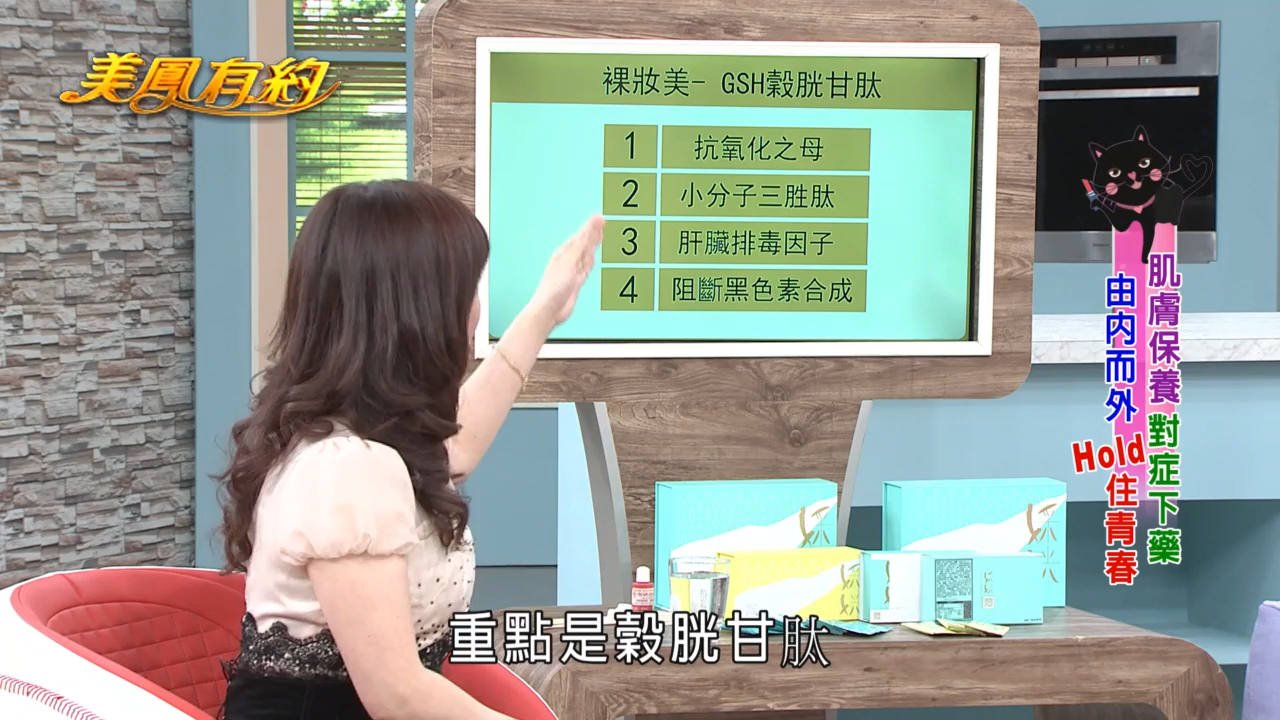 美鳳有約
裸妝美- GSH穀胱甘肽
1 抗氧化之母
2 小分子三胜肽
3 肝臟排毒因子
4 阻斷黑色素合成
肌膚保養 對症下藥
由內而外 Hold住青春
重點是穀胱甘肽